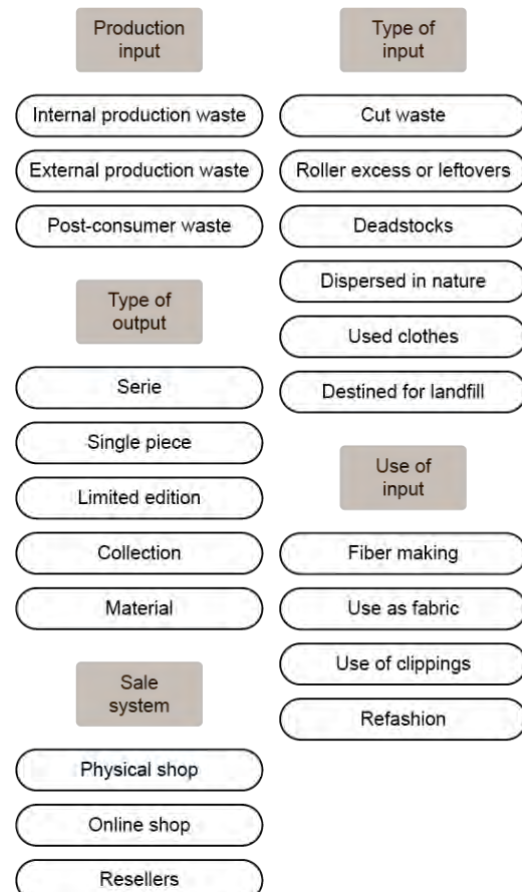 Production
input
Internal production waste
External production waste
Post-consumer waste
Type of
output
Serie
Single piece
Limited edition
Collection
Material
Sale
system
Physical shop
Online shop
Resellers
Type of
input
Cut waste
Roller excess or leftovers
Deadstocks
Dispersed in nature
Used clothes
Destined for landfill
Use of
input
Fiber making
Use as fabric
Use of clippings
Refashion